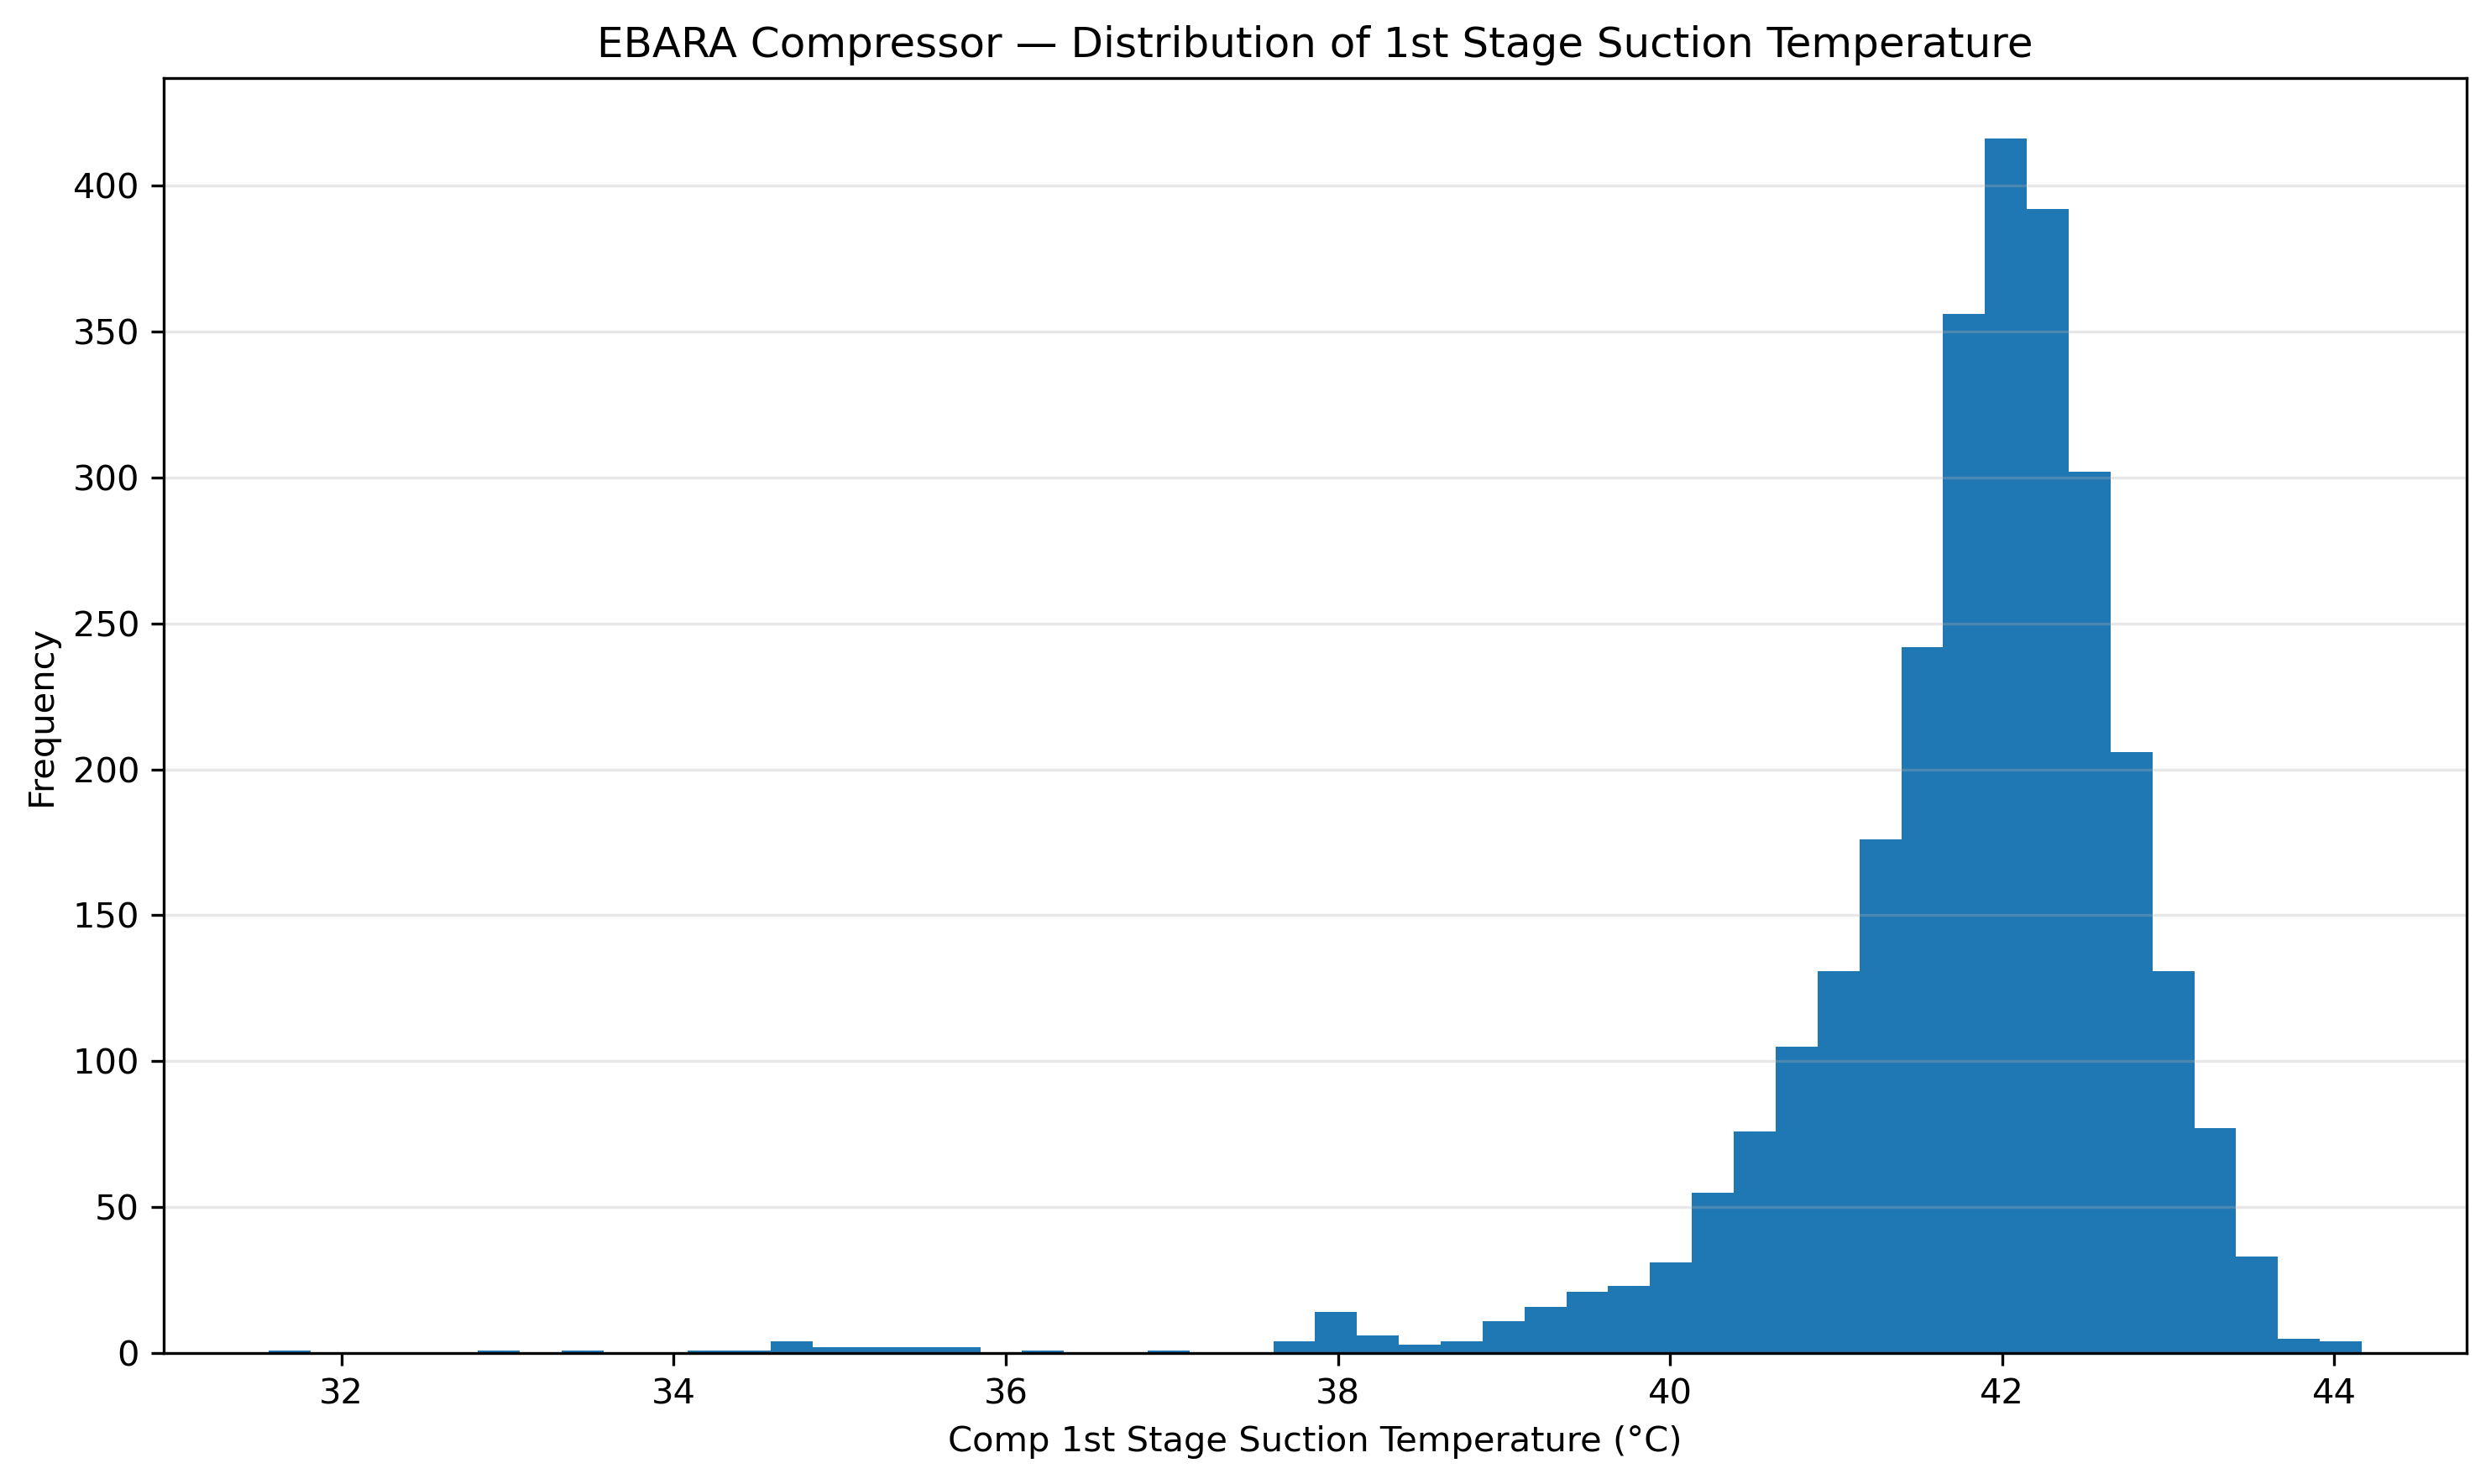 EBARA Compressor — Distribution of 1st Stage Suction Temperature
Frequency
400
350
300
250
200
150
100
50
0
32 34 36 38 40 42 44
Comp 1st Stage Suction Temperature (°C)